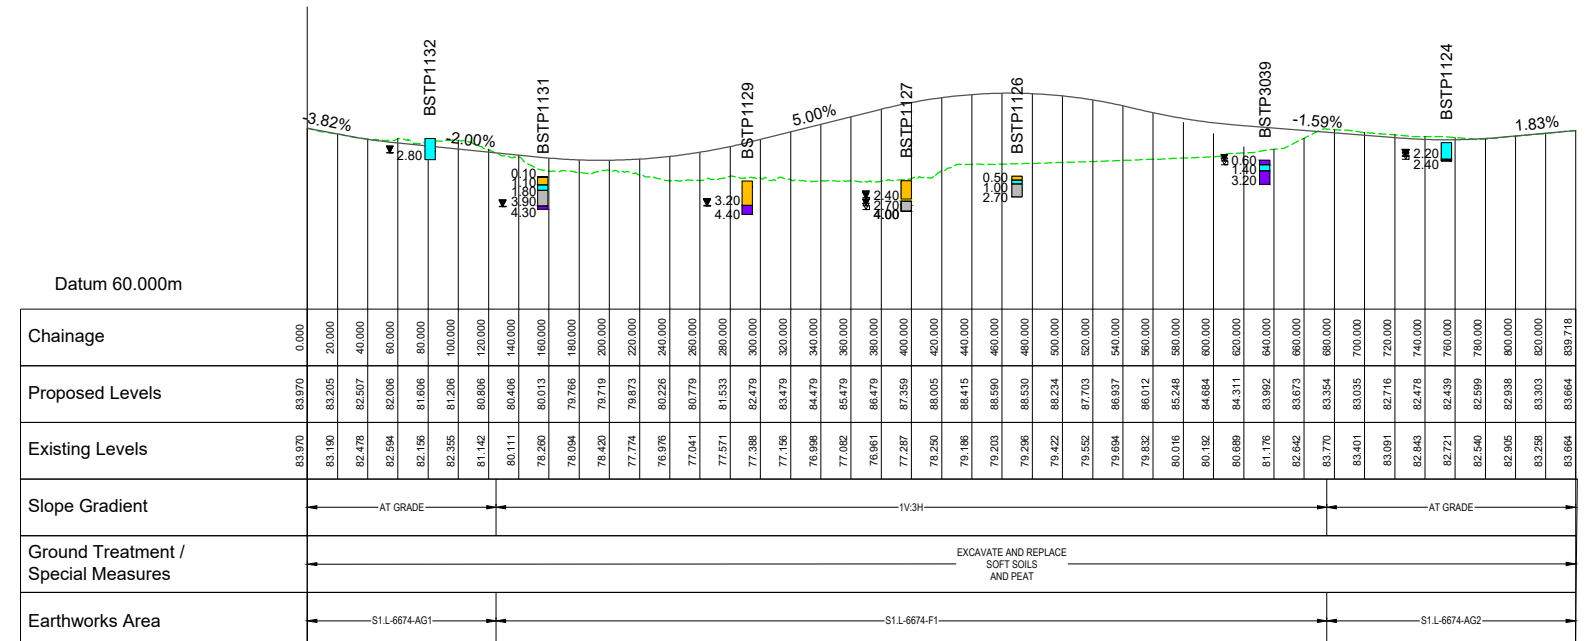 BSTP1132
BSTP1131
BSTP1129
BSTP1127
BSTP1126
BSTP3039
BSTP1124
-3.82%
-2.00%
5.00%
-1.59%
1.83%
2.80
0.10
1.10
1.80
3.90
4.30
3.20
4.40
2.40
2.70
4.00
0.50
1.00
2.70
0.60
1.40
3.20
2.20
2.40
Datum 60.000m
Chainage 0.000 20.000 40.000 60.000 80.000 100.000 120.000 140.000 160.000 180.000 200.000 220.000 240.000 260.000 280.000 300.000 320.000 340.000 360.000 380.000 400.000 420.000 440.000 460.000 480.000 500.000 520.000 540.000 560.000 580.000 600.000 620.000 640.000 660.000 680.000 700.000 720.000 740.000 760.000 780.000 800.000 820.000 839.718
Proposed Levels 83.970 83.205 82.507 82.006 81.606 81.206 80.806 80.406 80.013 79.766 79.719 79.873 80.226 80.779 81.533 82.479 83.479 84.479 85.479 86.479 87.359 88.005 88.415 88.590 88.530 88.234 87.703 86.937 86.012 85.248 84.684 84.311 83.992 83.673 83.354 83.035 82.716 82.478 82.439 82.599 82.938 83.303 83.664
Existing Levels 83.970 83.190 82.478 82.594 82.156 82.355 81.142 80.111 78.260 78.094 78.420 77.774 76.976 77.041 77.571 77.388 77.156 76.998 77.082 76.961 77.287 78.250 79.186 79.203 79.296 79.422 79.552 79.694 79.832 80.016 80.192 80.689 81.176 82.642 83.770 83.401 83.091 82.843 82.721 82.540 82.905 83.258 83.664
Slope Gradient AT GRADE 1V:3H AT GRADE
Ground Treatment /
Special Measures
EXCAVATE AND REPLACE
SOFT SOILS
AND PEAT
Earthworks Area S1.L-6674-AG1 S1.L-6674-F1 S1.L-6674-AG2